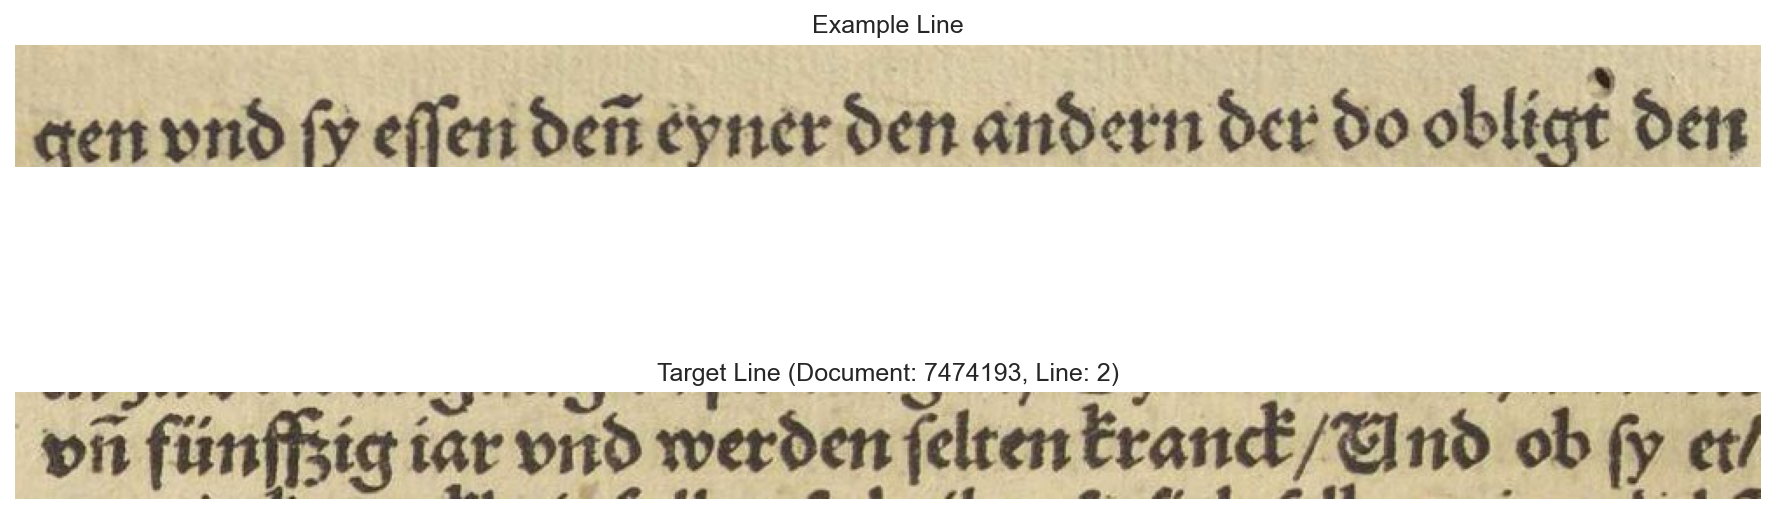 Example Line
gen vnd ſy eſſen deñ eyner den andern der do obligt den
Target Line (Document: 7474193, Line: 2)
vñ fünffzig iar vnd werden ſelten kranck/Und ob ſy et/